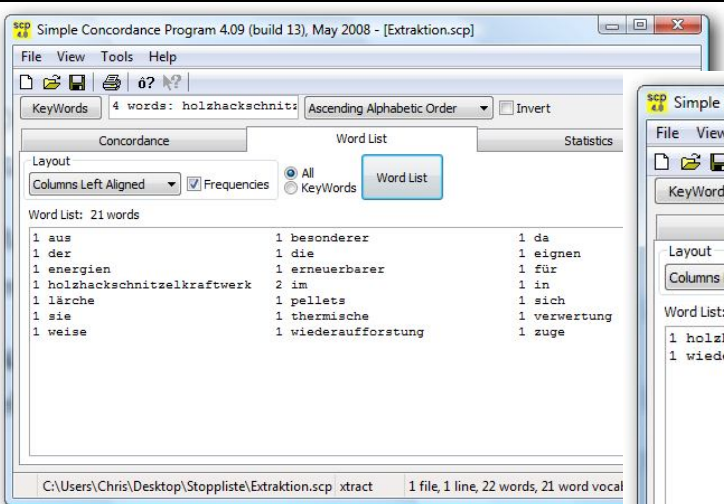 Simple Concordance Program 4.09 (build 13), May 2008 - [Extraktion.scp]
File View Tools Help
KeyWords 4 words: holzhackschnitz Ascending Alphabetic Order Invert
Concordance Word List Statistics
Layout
Columns Left Aligned Frequencies All KeyWords Word List
Word List: 21 words
1 aus 1 besonderer 1 da
1 der 1 die 1 eignen
1 energien 1 erneuerbarer 1 für
1 holzhackschnitzelkraftwerk 2 im 1 in
1 lärche 1 pellets 1 sich
1 sie 1 thermische 1 verwertung
1 weise 1 wiederaufforstung 1 zuge
C:\Users\Chris\Desktop\Stoppliste\Extraktion.scp xtract 1 file, 1 line, 22 words, 21 word vocal
scp 4.0 Simple
File View
KeyWord
Layout
Columns
Word List:
1 holzh
1 wiede